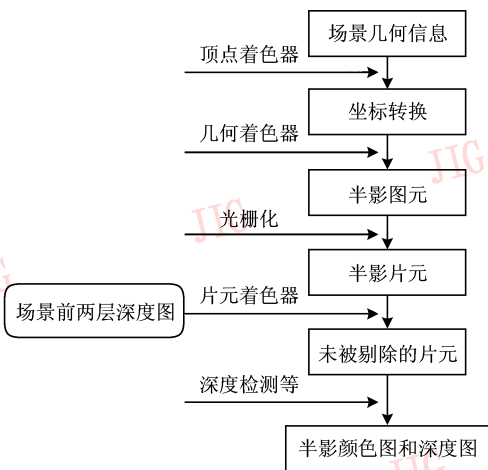 场景几何信息
顶点着色器
坐标转换
几何着色器
JIG
半影图元
JIG
光栅化
半影片元
片元着色器
场景前两层深度图
未被剔除的片元
深度检测等
半影颜色图和深度图
JIG